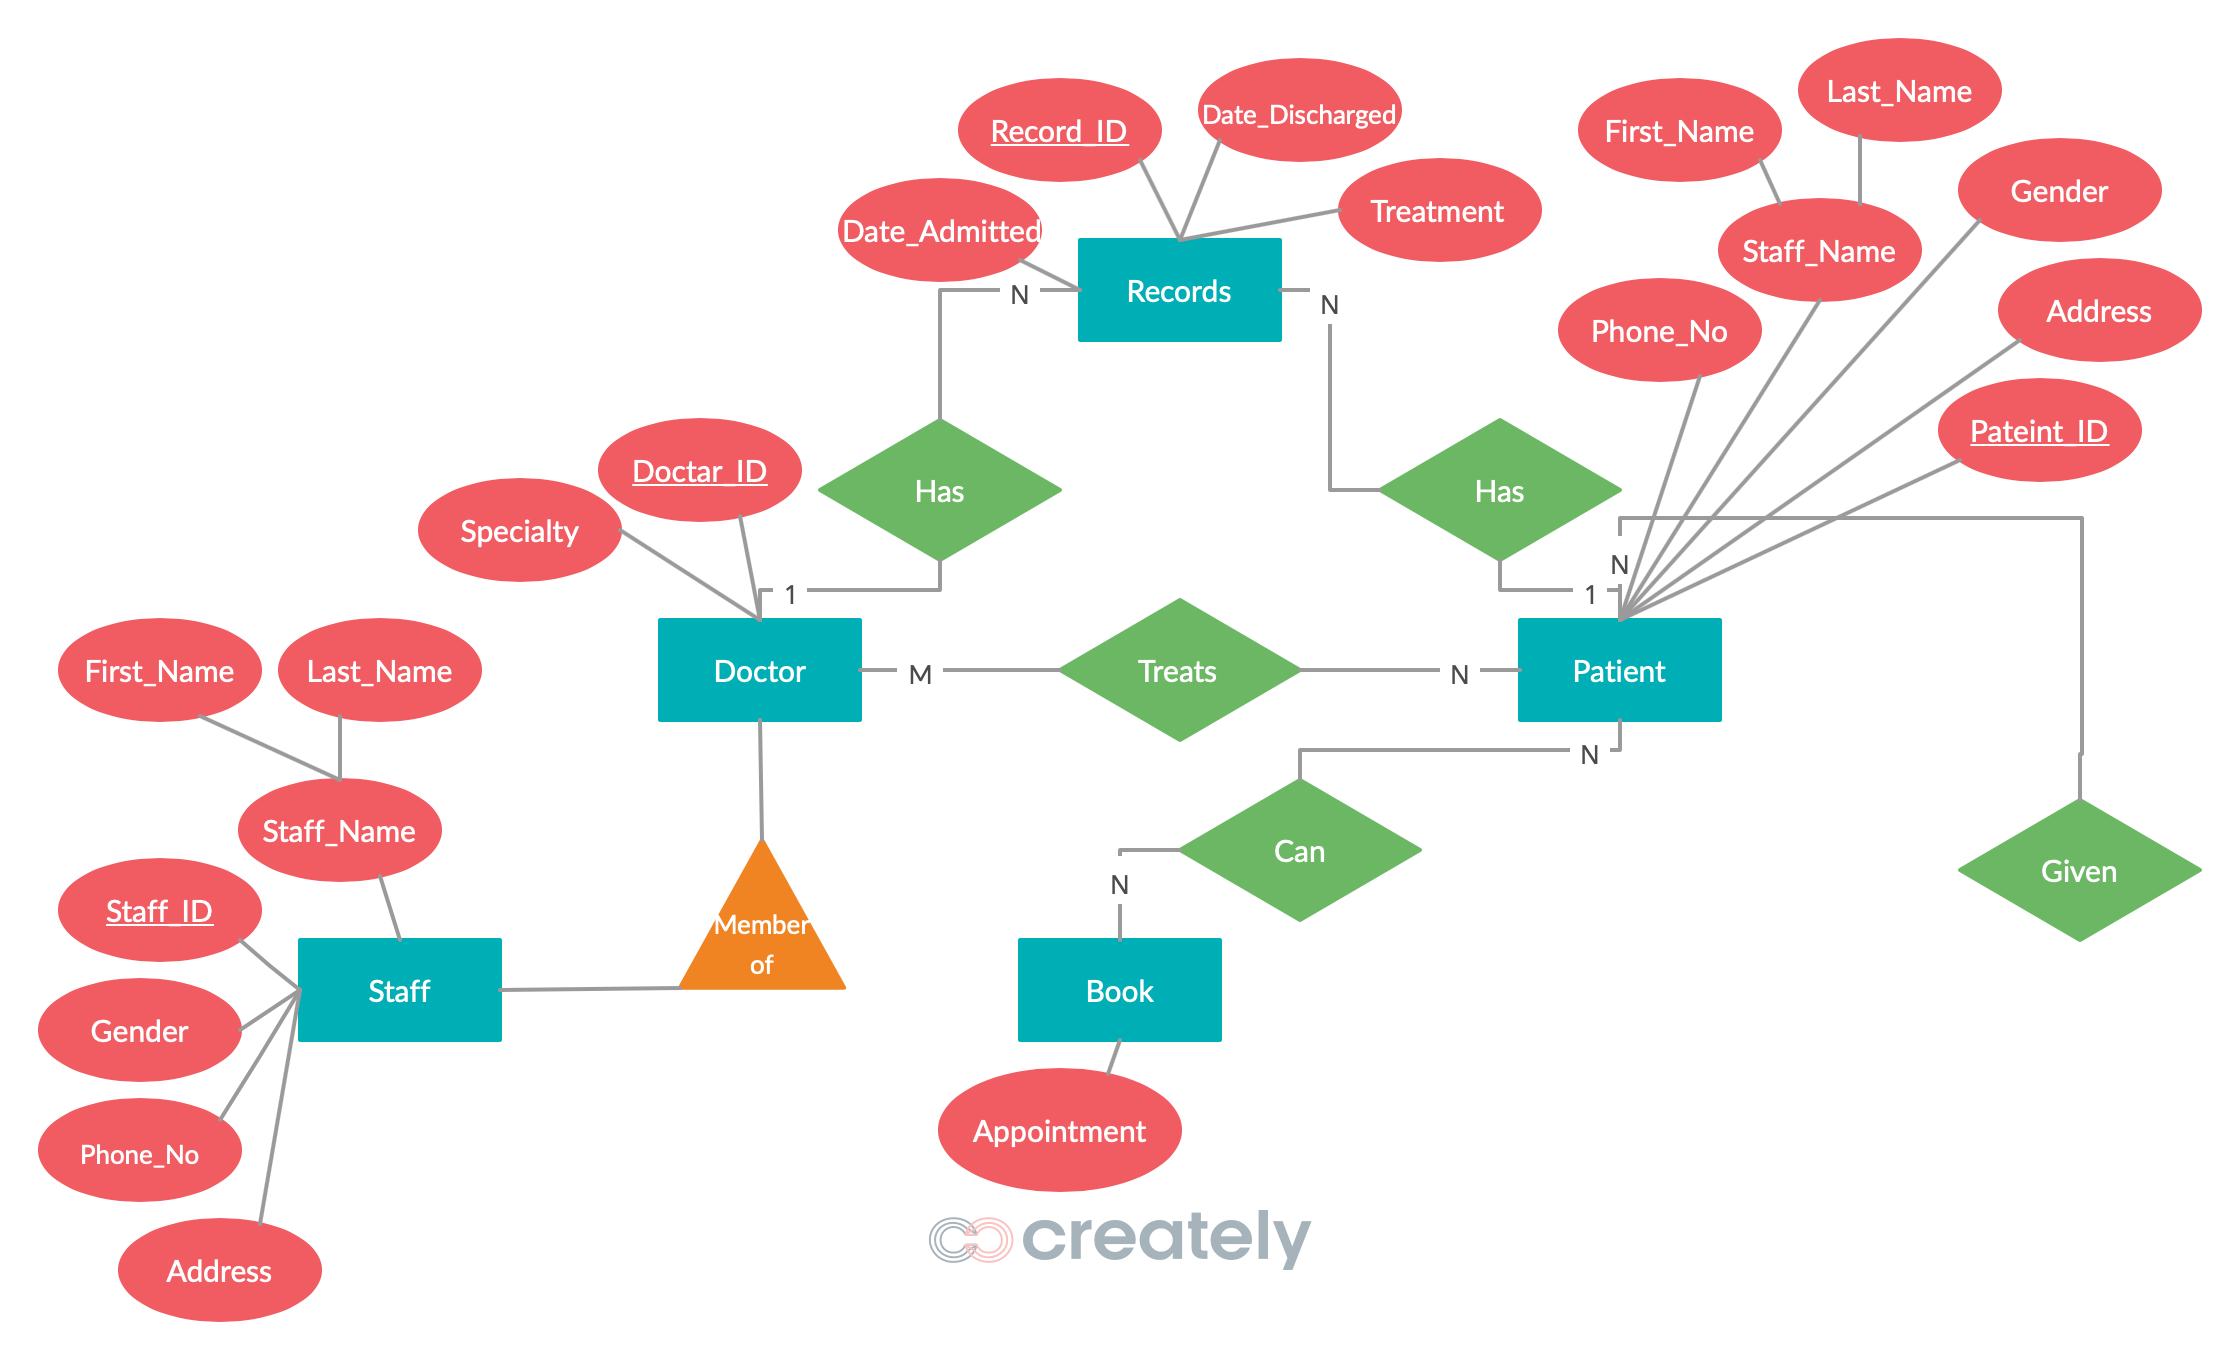 Last_Name
First_Name
Date_Discharged
Record_ID
Treatment
Gender
Date_Admitted
Staff_Name
Records
N
N
Address
Phone_No
Pateint_ID
Doctar_ID
Has
Has
Specialty
N
1
1
First_Name
Last_Name
Doctor
M
Treats
N
Patient
N
Staff_Name
Can
Given
N
Staff_ID
Member
of
Staff
Book
Gender
Appointment
Phone_No
creately
Address